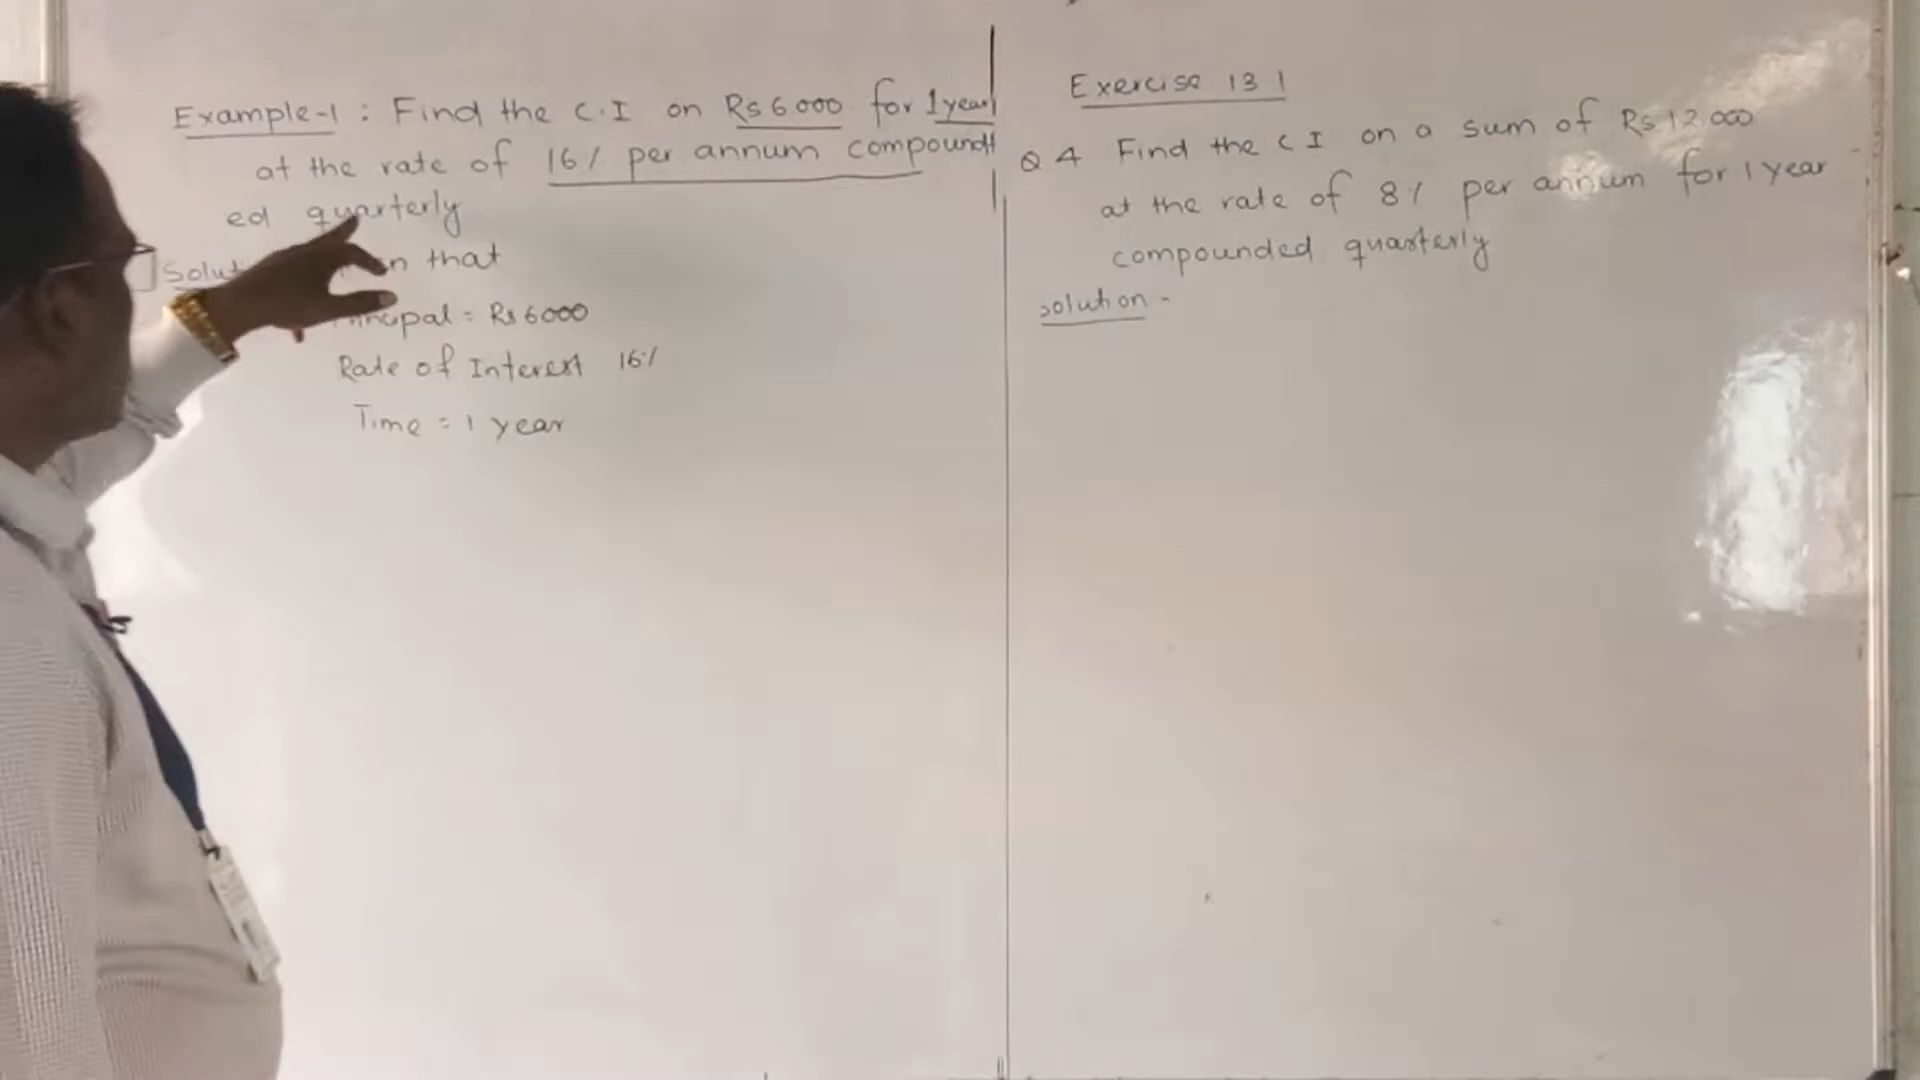 Example-1 : Find the C.I on Rs 6000 for 1 year
at the rate of 16% per annum compound
ed quarterly
that
Principal = Rs 6000
Rate of Interest 16%
Time = 1 year
Exercise 13.1
Q 4 Find the C I on a sum of Rs 12000
at the rate of 8% per annum for 1 year
compounded quarterly
solution -